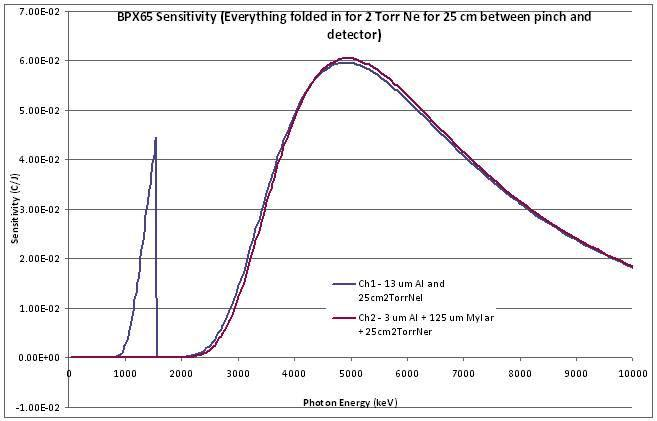 BPX65 Sensitivity (Everything folded in for 2 Torr Ne for 25 cm between pinch and
detector)
7.00E-02
6.00E-02
5.00E-02
4.00E-02
3.00E-02
2.00E-02
1.00E-02
0.00E+00
-1.00E-02
Sensitivity (C/J)
Ch1 - 13 um Al and
25cm2TorrNel
Ch2 - 3 um Al + 125 um Mylar
+25cm2TorrNer
0 1000 2000 3000 4000 5000 6000 7000 8000 9000 10000
Photon Energy (keV)